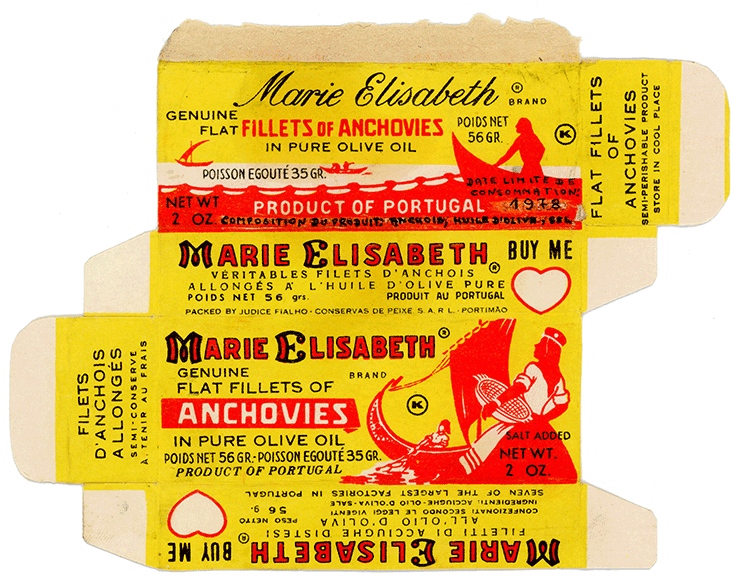 Marie Elisabeth ® BRAND
GENUINE
FLAT FILLETS OF ANCHOVIES
IN PURE OLIVE OIL
POIDS NET
56 GR.
K
POISSON EGOUTÉ 35 GR.
DATE LIMITE DE
CONSOMMATION:
1978
NET WT
2 OZ.
PRODUCT OF PORTUGAL
COMPOSITION DU PRODUIT: ANCHOIS, HUILE D'OLIVE, SEL
FLAT FILLETS
OF
ANCHOVIES
SEMI-PERISHABLE PRODUCT
STORE IN COOL PLACE
MARIE ELISABETH ®
BUY ME
VÉRITABLES FILETS D'ANCHOIS
ALLONGÉS À L'HUILE D'OLIVE PURE
POIDS NET 56 grs. PRODUIT AU PORTUGAL
PACKED BY JUDICE FIALHO - CONSERVAS DE PEIXE, S. A. R. L. - PORTIMÃO
FILETS
D'ANCHOIS
ALLONGÉS
SEMI-CONSERVE
À TENIR AU FRAIS
MARIE ELISABETH ®
BRAND
GENUINE
FLAT FILLETS OF
ANCHOVIES
IN PURE OLIVE OIL
POIDS NET 56 GR.-POISSON EGOUTÉ 35 GR.
PRODUCT OF PORTUGAL
K
SALT ADDED
NET WT.
2 OZ.
MARIE ELISABETH ®
BUY ME
FILETTI DI ACCIUGHE DISTESI
ALL'OLIO D'OLIVA
PESO NETTO
56 g.
CONFEZIONATI SECONDO LEGGI VIGENTI
INGREDIENTI: ACCIUGHE-OLIO D'OLIVA-SALE
SEVEN OF THE LARGEST FACTORIES IN PORTUGAL